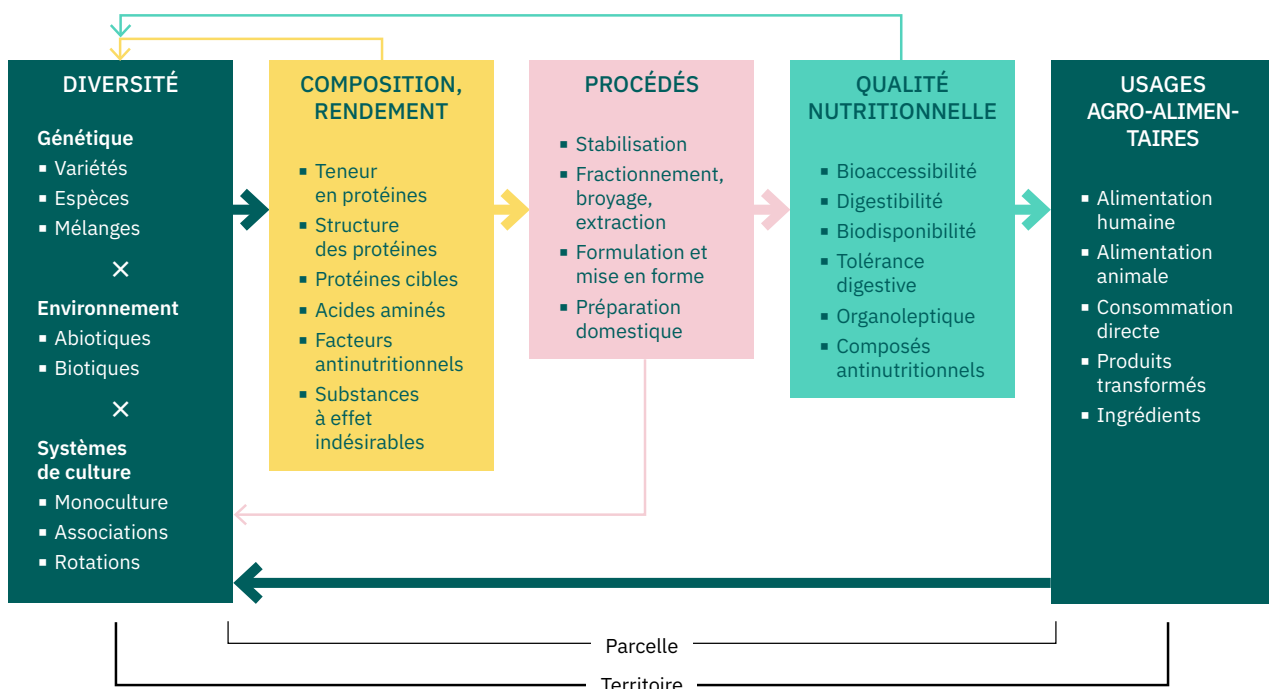 DIVERSITÉ
Génétique
▪ Variétés
▪ Espèces
▪ Mélanges
×
Environnement
▪ Abiotiques
▪ Biotiques
×
Systèmes
de culture
▪ Monoculture
▪ Associations
▪ Rotations
COMPOSITION,
RENDEMENT
▪ Teneur
en protéines
▪ Structure
des protéines
▪ Protéines cibles
▪ Acides aminés
▪ Facteurs
antinutritionnels
▪ Substances
à effet
indésirables
PROCÉDÉS
▪ Stabilisation
▪ Fractionnement,
broyage,
extraction
▪ Formulation et
mise en forme
▪ Préparation
domestique
QUALITÉ
NUTRITIONNELLE
▪ Bioaccessibilité
▪ Digestibilité
▪ Biodisponibilité
▪ Tolérance
digestive
▪ Organoleptique
▪ Composés
antinutritionnels
USAGES
AGRO-ALIMEN-
TAIRES
▪ Alimentation
humaine
▪ Alimentation
animale
▪ Consommation
directe
▪ Produits
transformés
▪ Ingrédients
Parcelle
Territoire